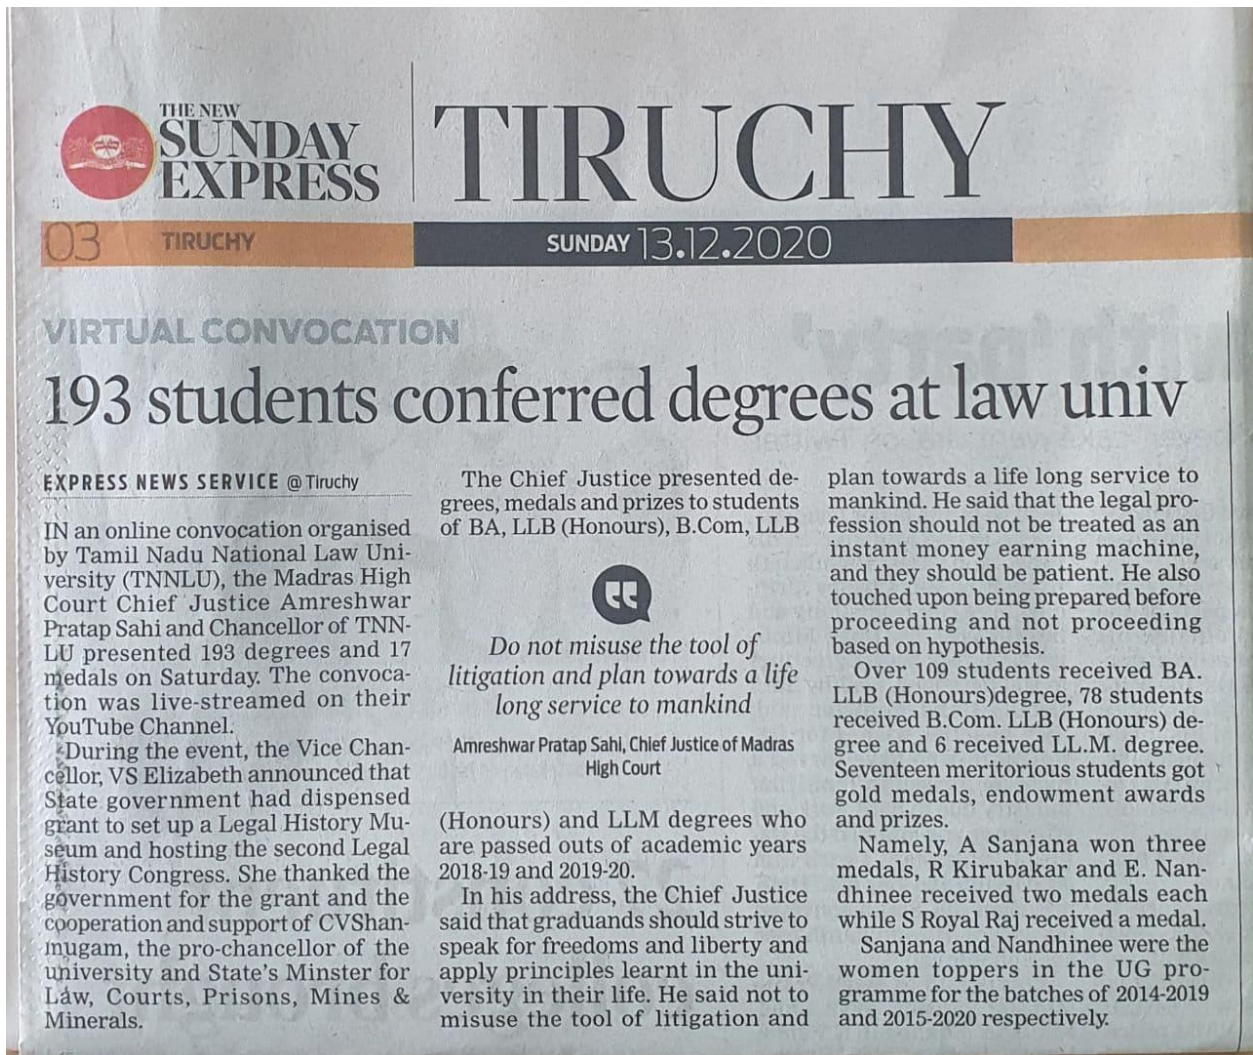 THE NEW
SUNDAY
EXPRESS
TIRUCHY
03 TIRUCHY
SUNDAY 13.12.2020
VIRTUAL CONVOCATION
193 students conferred degrees at law univ
EXPRESS NEWS SERVICE @ Tiruchy
IN an online convocation organised
by Tamil Nadu National Law Uni-
versity (TNNLU), the Madras High
Court Chief Justice Amreshwar
Pratap Sahi and Chancellor of TNN-
LU presented 193 degrees and 17
medals on Saturday. The convoca-
tion was live-streamed on their
YouTube Channel.
During the event, the Vice Chan-
cellor, VS Elizabeth announced that
State government had dispensed
grant to set up a Legal History Mu-
seum and hosting the second Legal
History Congress. She thanked the
government for the grant and the
cooperation and support of CVShan-
mugam, the pro-chancellor of the
university and State's Minster for
Law, Courts, Prisons, Mines &
Minerals.
The Chief Justice presented de-
grees, medals and prizes to students
of BA, LLB (Honours), B.Com, LLB
Do not misuse the tool of
litigation and plan towards a life
long service to mankind
Amreshwar Pratap Sahi, Chief Justice of Madras
High Court
(Honours) and LLM degrees who
are passed outs of academic years
2018-19 and 2019-20.
In his address, the Chief Justice
said that graduands should strive to
speak for freedoms and liberty and
apply principles learnt in the uni-
versity in their life. He said not to
misuse the tool of litigation and
plan towards a life long service to
mankind. He said that the legal pro-
fession should not be treated as an
instant money earning machine,
and they should be patient. He also
touched upon being prepared before
proceeding and not proceeding
based on hypothesis.
Over 109 students received BA.
LLB (Honours)degree, 78 students
received B.Com. LLB (Honours) de-
gree and 6 received LL.M. degree.
Seventeen meritorious students got
gold medals, endowment awards
and prizes.
Namely, A Sanjana won three
medals, R Kirubakar and E. Nan-
dhinee received two medals each
while S Royal Raj received a medal.
Sanjana and Nandhinee were the
women toppers in the UG pro-
gramme for the batches of 2014-2019
and 2015-2020 respectively.